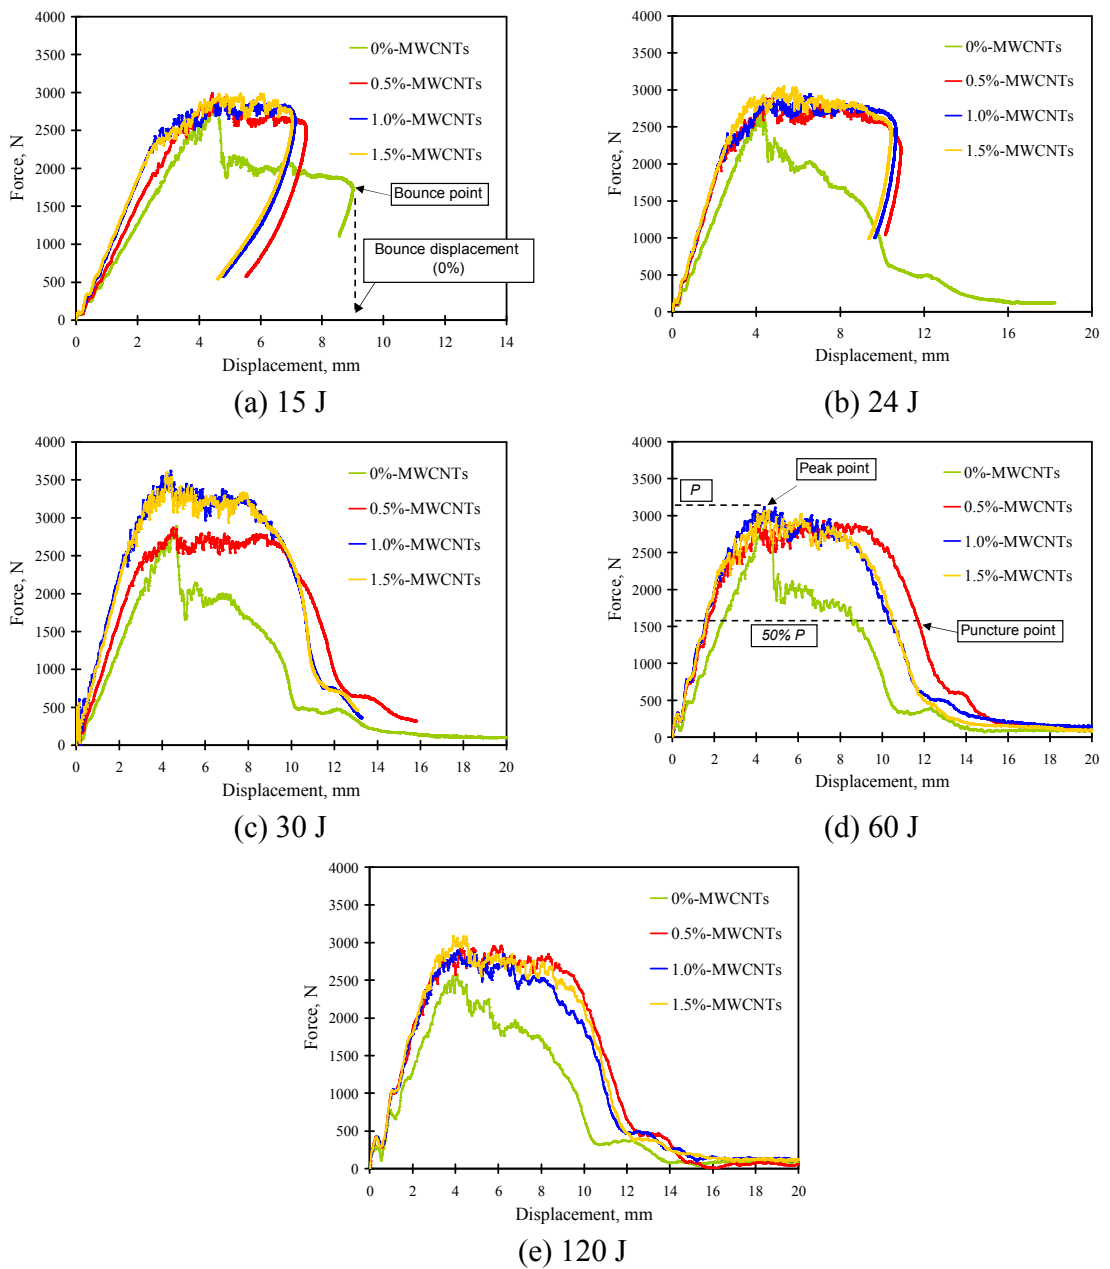 4000
3500
3000
2500
2000
1500
1000
500
0
Force, N
0%-MWCNTs
0.5%-MWCNTs
1.0%-MWCNTs
1.5%-MWCNTs
Bounce point
Bounce displacement
(0%)
0 2 4 6 8 10 12 14
Displacement, mm
(a) 15 J
4000
3500
3000
2500
2000
1500
1000
500
0
Force, N
0%-MWCNTs
0.5%-MWCNTs
1.0%-MWCNTs
1.5%-MWCNTs
0 4 8 12 16 20
Displacement, mm
(b) 24 J
4000
3500
3000
2500
2000
1500
1000
500
0
Force, N
0%-MWCNTs
0.5%-MWCNTs
1.0%-MWCNTs
1.5%-MWCNTs
0 2 4 6 8 10 12 14 16 18 20
Displacement, mm
(c) 30 J
4000
3500
3000
2500
2000
1500
1000
500
0
Force, N
P
Peak point
0%-MWCNTs
0.5%-MWCNTs
1.0%-MWCNTs
1.5%-MWCNTs
50% P
Puncture point
0 2 4 6 8 10 12 14 16 18 20
Displacement, mm
(d) 60 J
4000
3500
3000
2500
2000
1500
1000
500
0
Force, N
0%-MWCNTs
0.5%-MWCNTs
1.0%-MWCNTs
1.5%-MWCNTs
0 2 4 6 8 10 12 14 16 18 20
Displacement, mm
(e) 120 J